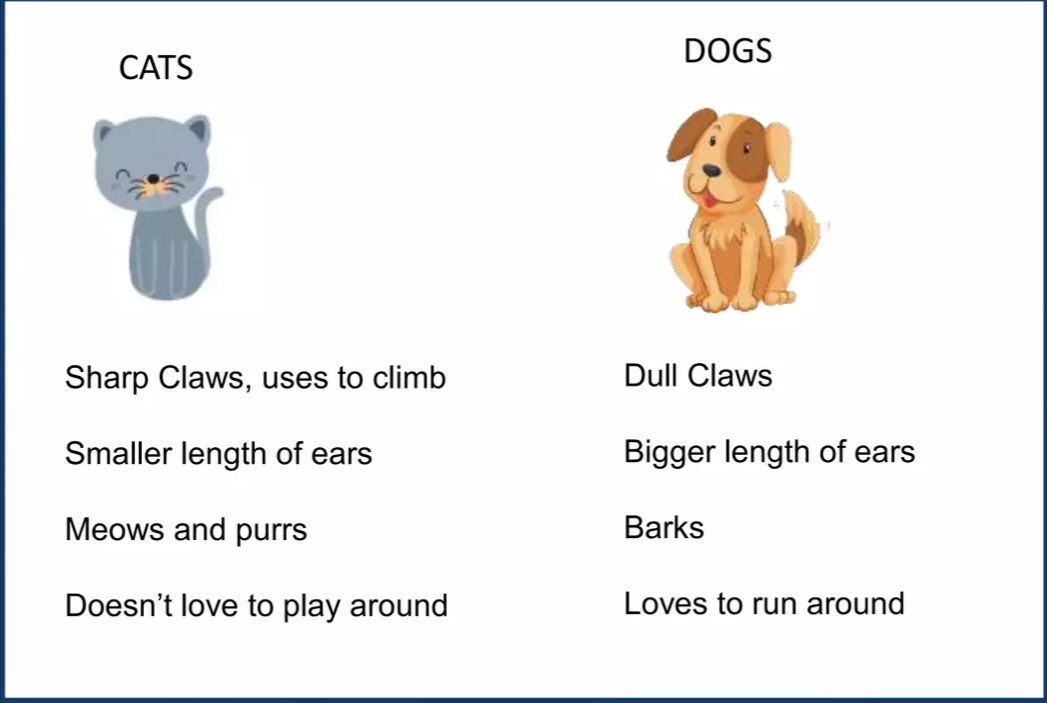 CATS
DOGS
Sharp Claws, uses to climb
Dull Claws
Smaller length of ears
Bigger length of ears
Meows and purrs
Barks
Doesn’t love to play around
Loves to run around